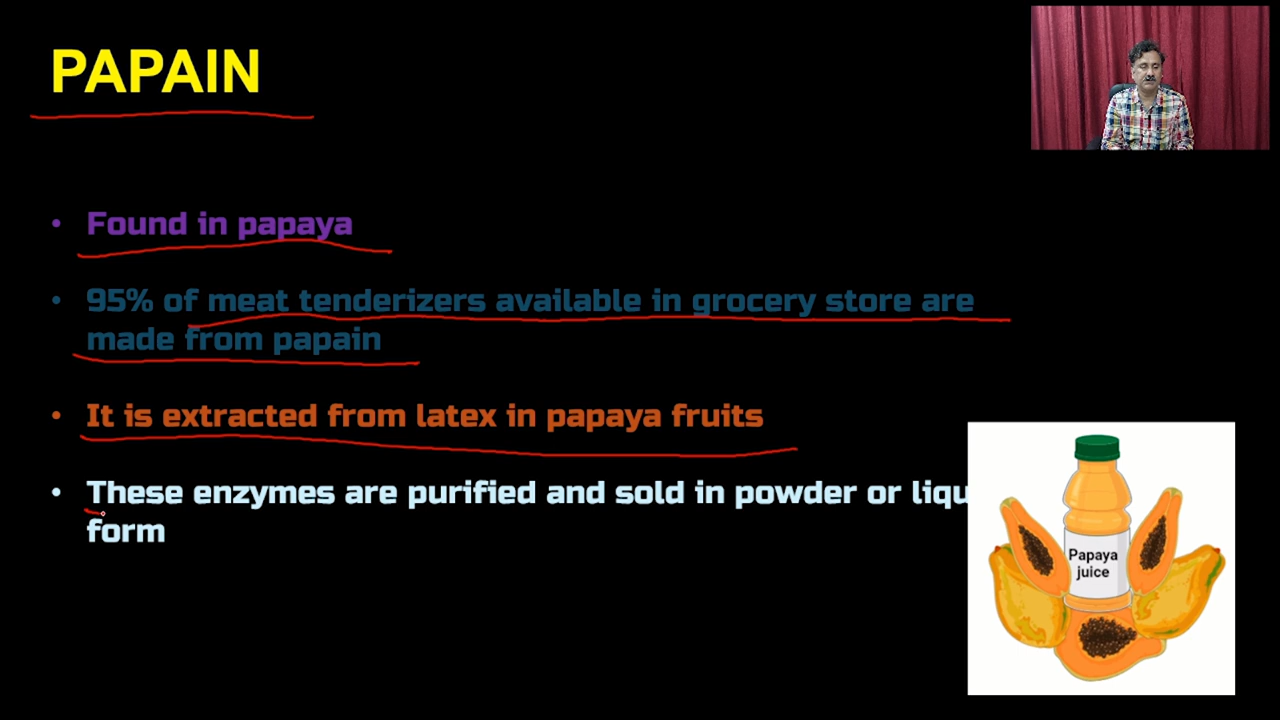 PAPAIN
• Found in papaya
• 95% of meat tenderizers available in grocery store are
made from papain
• It is extracted from latex in papaya fruits
• These enzymes are purified and sold in powder or liqu
form
Papaya
juice